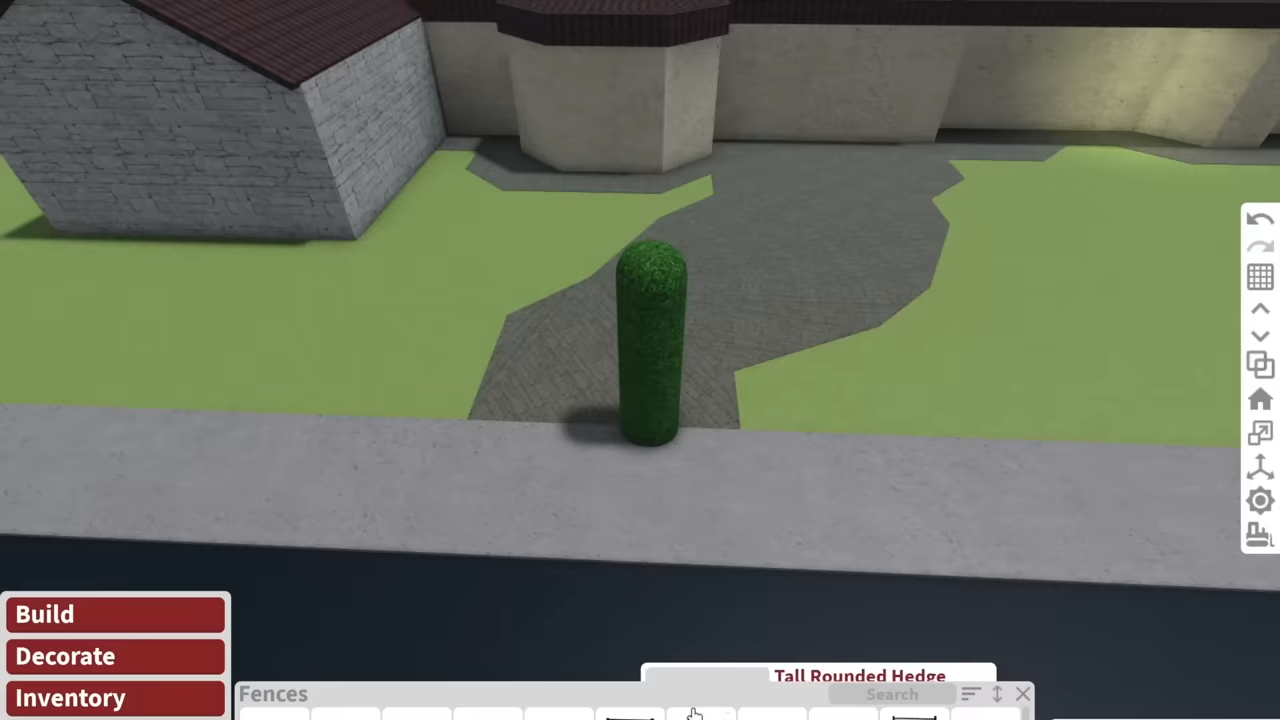 Build
Decorate
Inventory
Tall Rounded Hedge
Fences
Search